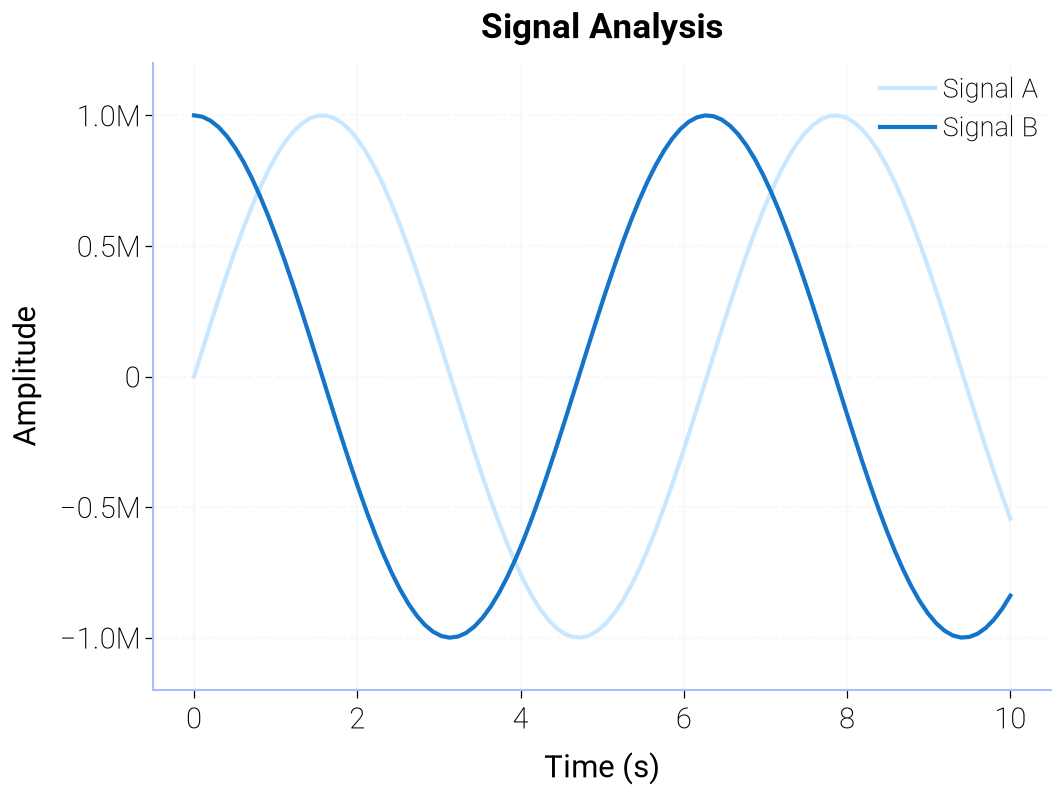 Signal Analysis
Signal A
Signal B
1.0M
0.5M
0
−0.5M
−1.0M
Amplitude
0 2 4 6 8 10
Time (s)